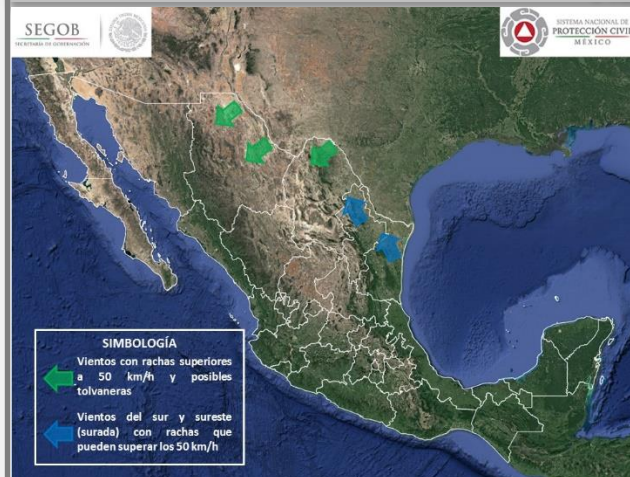 SEGOB
SECRETARÍA DE GOBERNACIÓN
SISTEMA NACIONAL DE
PROTECCIÓN CIVIL
MÉXICO
SIMBOLOGÍA
Vientos con rachas superiores
a 50 km/h y posibles
tolvaneras
Vientos del sur y sureste
(surada) con rachas que
pueden superar los 50 km/h